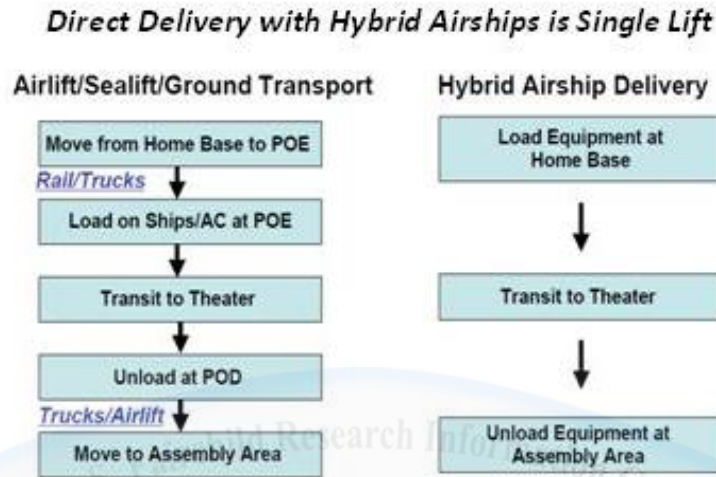 Direct Delivery with Hybrid Airships is Single Lift
Airlift/Sealift/Ground Transport
Move from Home Base to POE
Rail/Trucks
Load on Ships/AC at POE
Transit to Theater
Unload at POD
Trucks/Airlift
Move to Assembly Area
Hybrid Airship Delivery
Load Equipment at
Home Base
Transit to Theater
Unload Equipment at
Assembly Area
Research